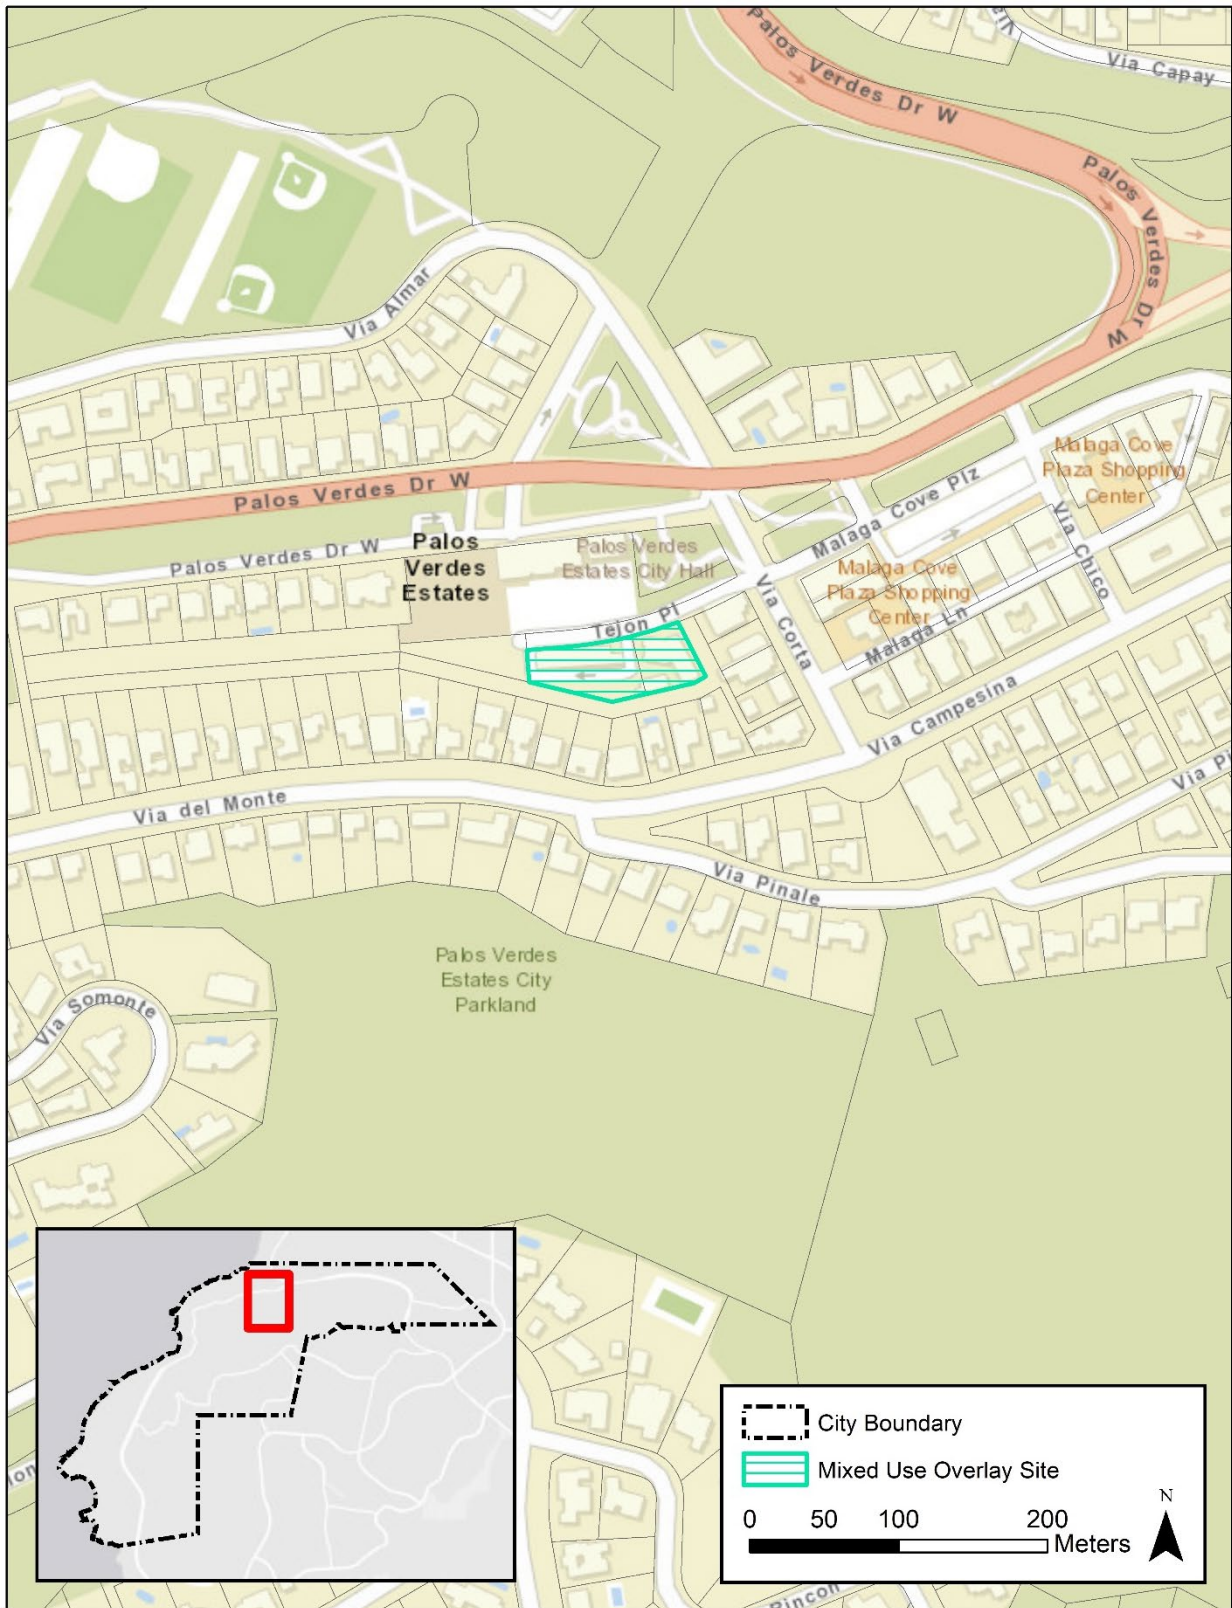 Via Capay
Palos Verdes Dr W
Palos Verdes Dr W
Via Almar
Palos Verdes Dr W
Malaga Cove
Plaza Shopping
Center
Malaga Cove Plz
Via Chico
Palos Verdes Dr W
Palos
Verdes
Estates
Palos Verdes
Estates City Hall
Malaga Cove
Plaza Shopping
Center
Tejon Pl
Via Corta
Malaga Ln
Via Campesina
Via del Monte
Via Pinale
Palos Verdes
Estates City
Parkland
Via Somonte
City Boundary
Mixed Use Overlay Site
N
0 50 100 200
Meters
Rincon